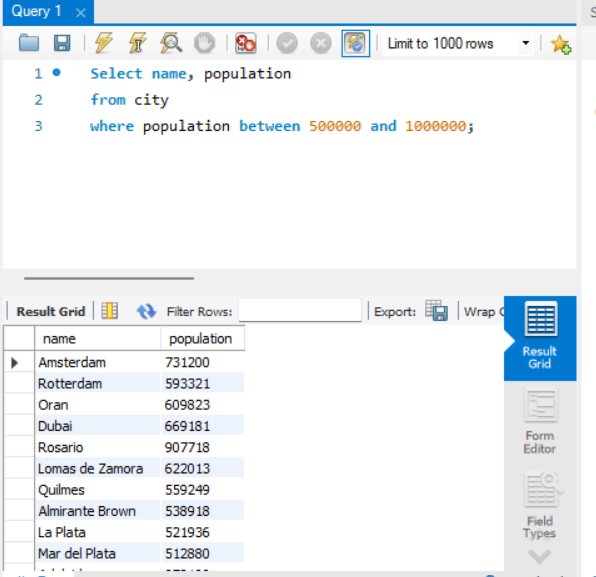 Query 1
Limit to 1000 rows
1 Select name, population
2 from city
3 where population between 500000 and 1000000;
Result Grid Filter Rows: Export: Wrap
name population
Amsterdam 731200
Rotterdam 593321
Oran 609823
Dubai 669181
Rosario 907718
Lomas de Zamora 622013
Quilmes 559249
Almirante Brown 538918
La Plata 521936
Mar del Plata 512880
Result
Grid
Form
Editor
Field
Types